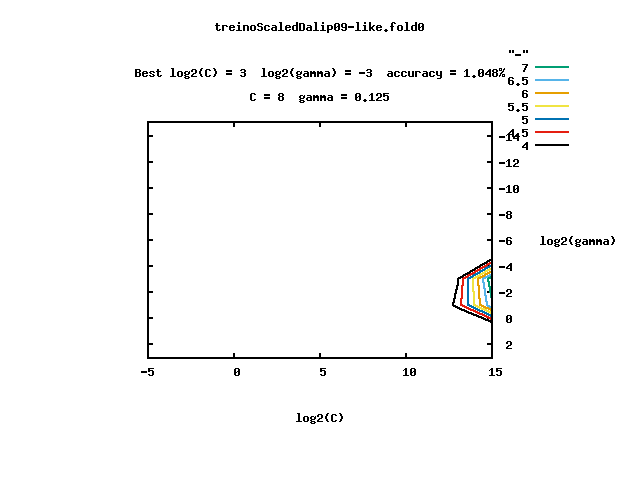 treinoScaledDalip09-like.fold0
"_"
Best log2(C) = 3  log2(gamma) = -3  accuracy = 1.048%
C = 8  gamma = 0.125
7
6.5
6
5.5
5
4.5
4
-14
-12
-10
-8
-6
log2(gamma)
-4
-2
0
2
-5 0 5 10 15
log2(C)